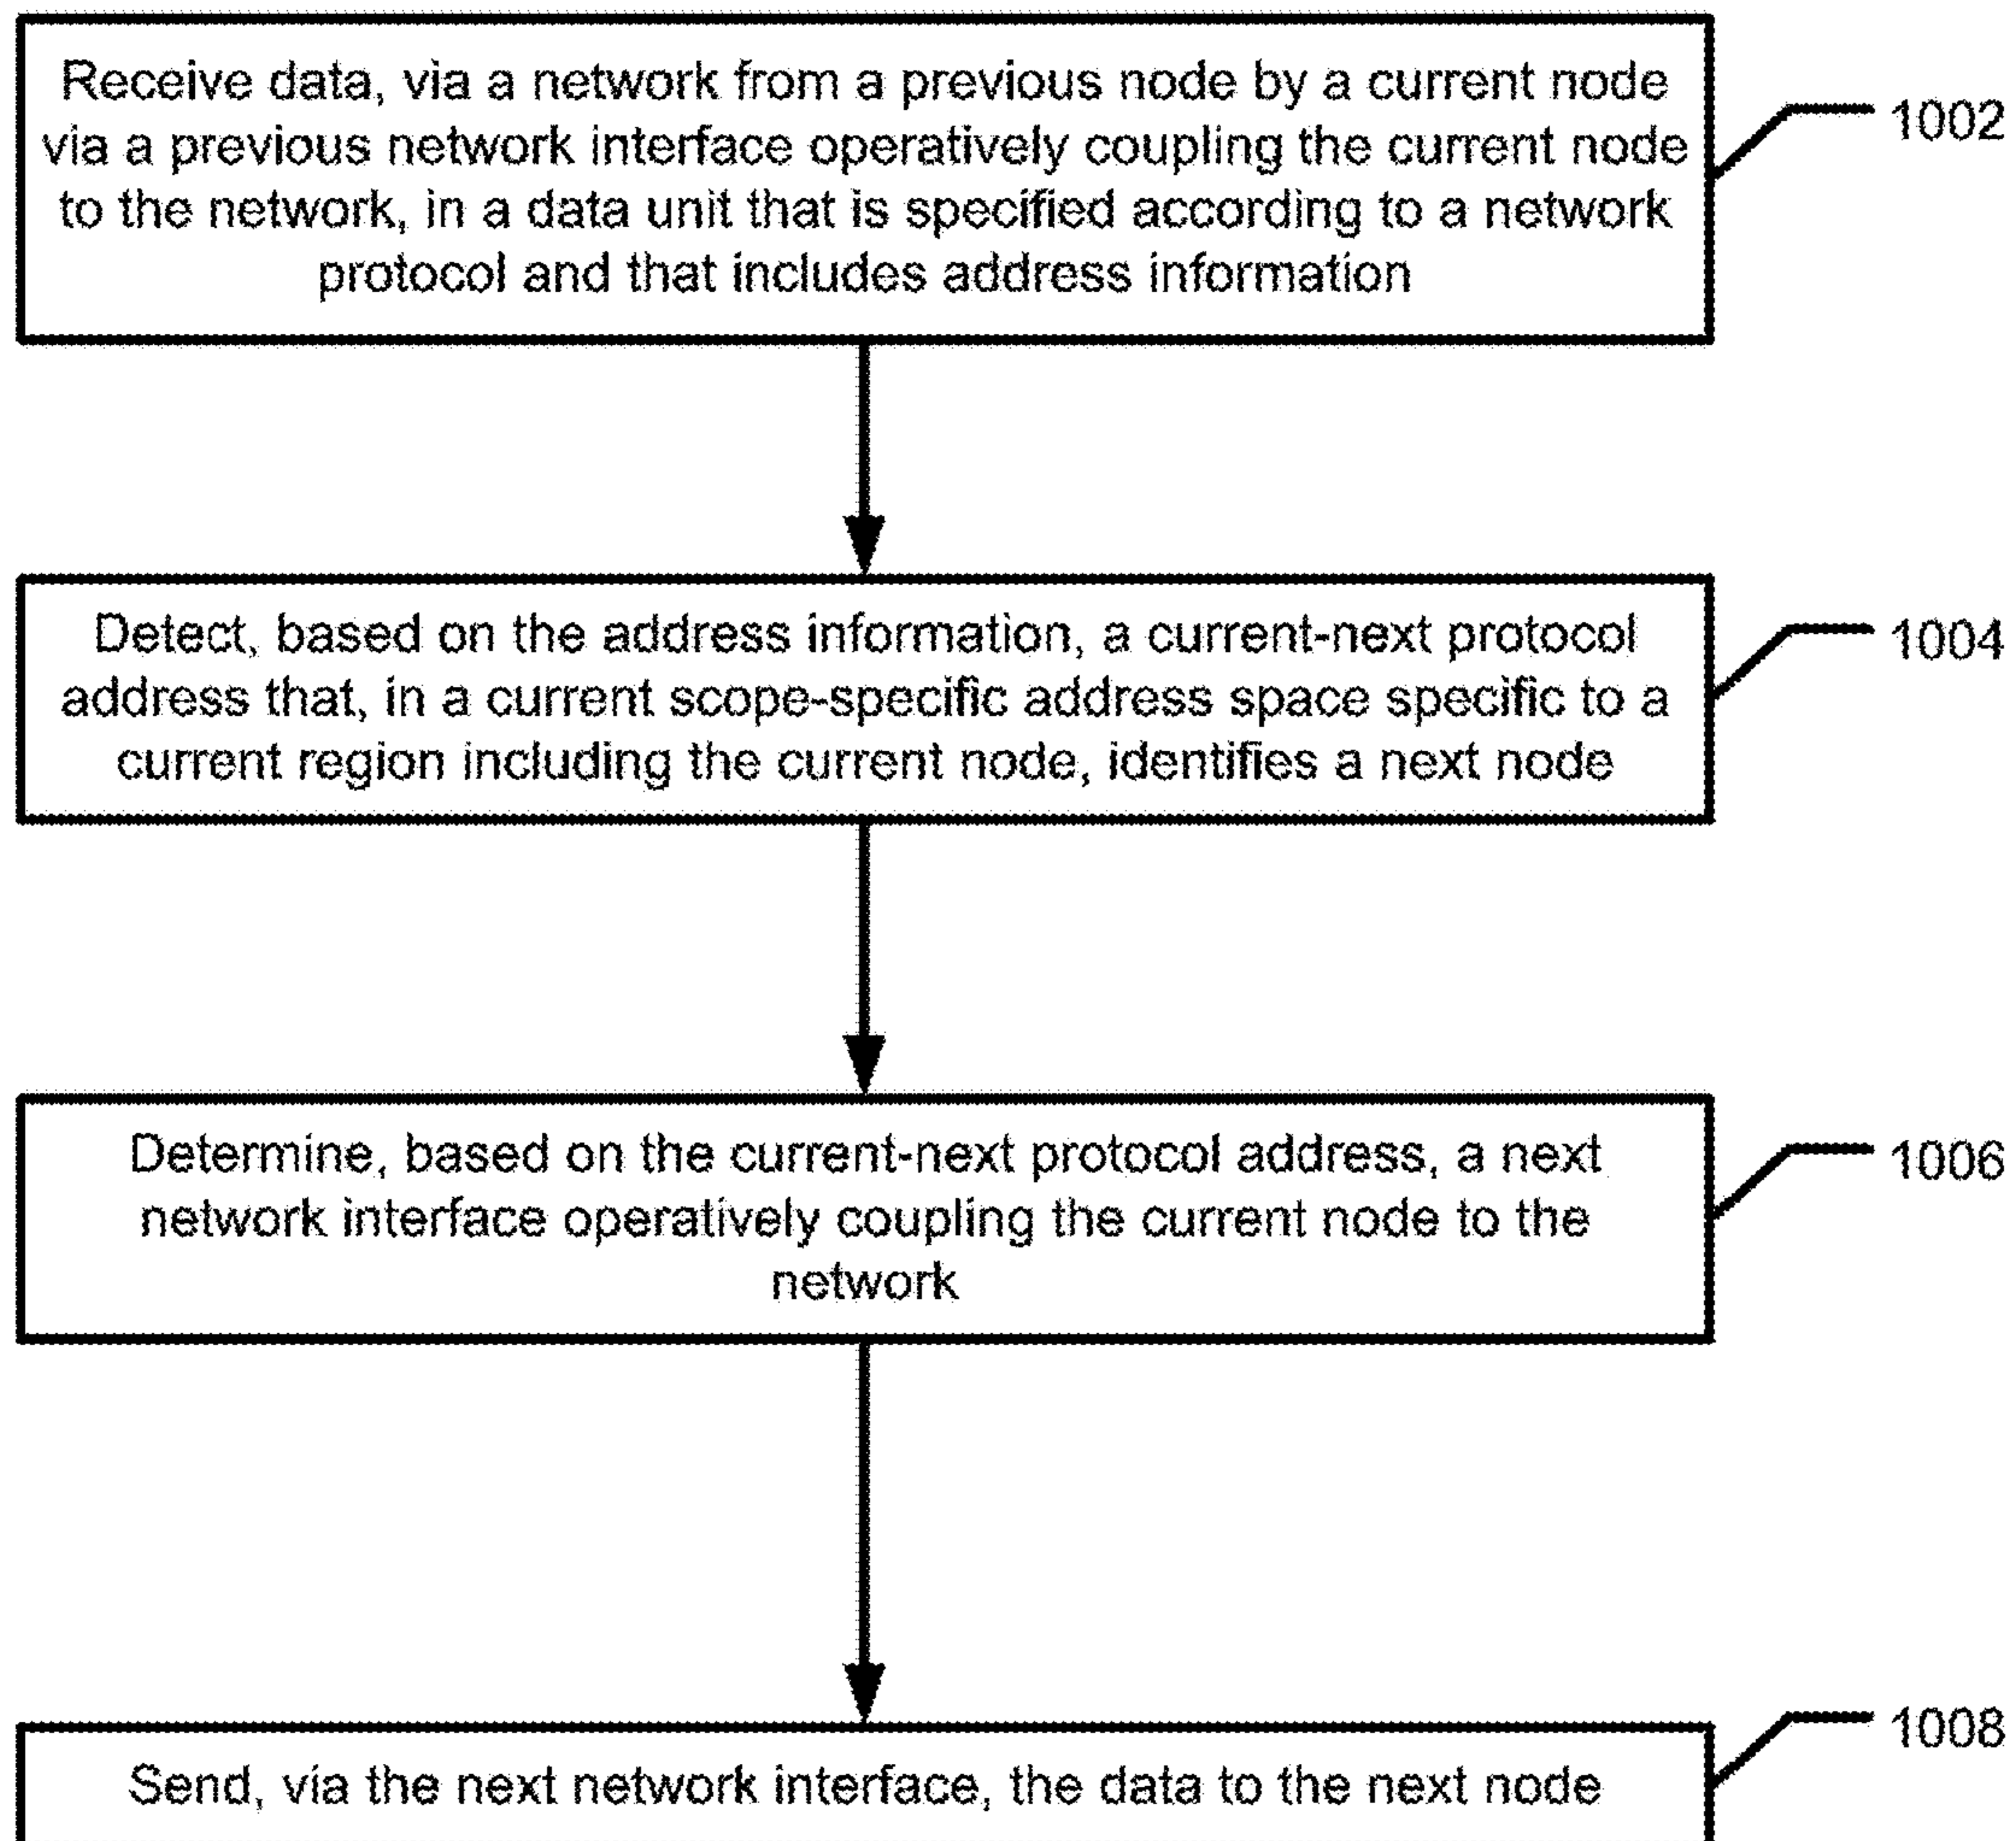 Receive data, via a network from a previous node by a current node
via a previous network interface operatively coupling the current node
to the network, in a data unit that is specified according to a network
protocol and that includes address information
1002
Detect, based on the address information, a current-next protocol
address that, in a current scope-specific address space specific to a
current region including the current node, identifies a next node
1004
Determine, based on the current-next protocol address, a next
network interface operatively coupling the current node to the
network
1006
Send, via the next network interface, the data to the next node
1008